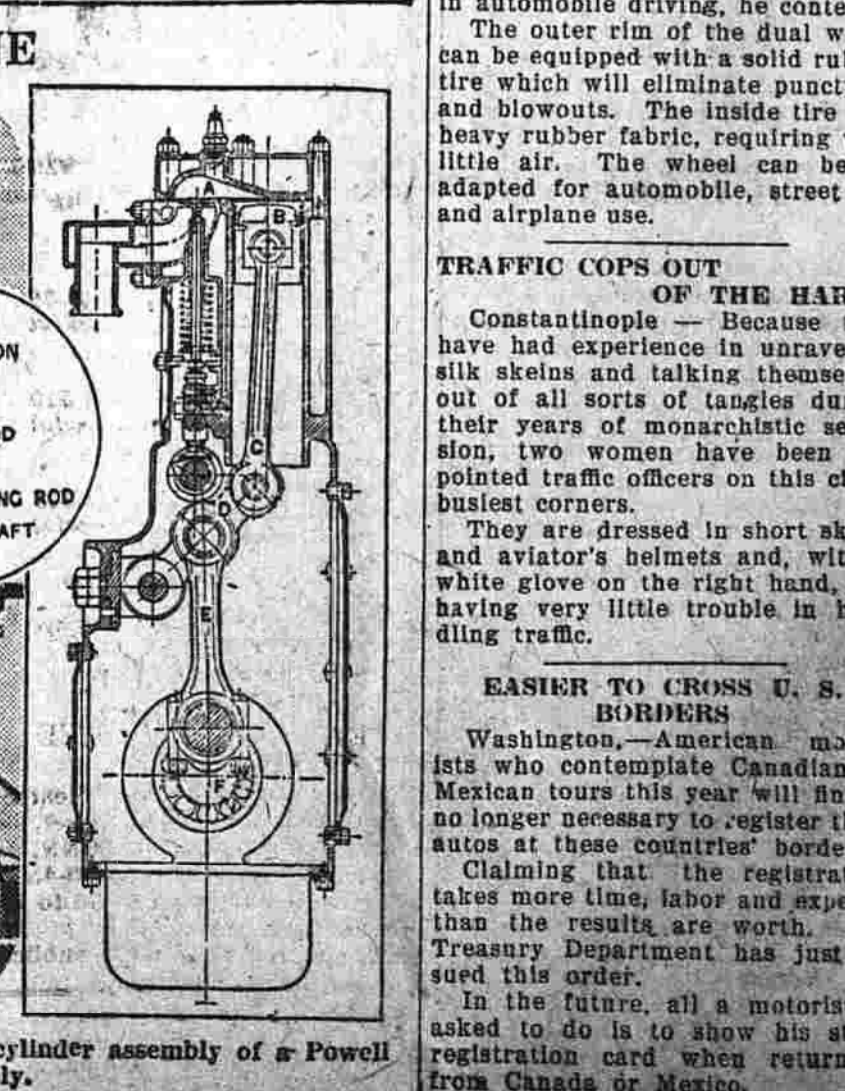 E
ON
D
NG ROD
AFT
A
B
C
D
E
F
cylinder assembly of a Powell
ly.
in automobile driving, he conte
The outer rim of the dual w
can be equipped with a solid rul
tire which will eliminate punct
and blowouts. The inside tire
heavy rubber fabric, requiring
little air. The wheel can be
adapted for automobile, street
and airplane use.
TRAFFIC COPS OUT
OF THE HAR
Constantinople — Because
have had experience in unrave
silk skeins and talking themse
out of all sorts of tangles du
their years of monarchistic se
sion, two women have been
pointed traffic officers on this ci
busiest corners.
They are dressed in short sk
and aviator's helmets and, wit
white glove on the right hand,
having very little trouble in h
dling traffic.
EASIER TO CROSS U. S.
BORDERS
Washington,—American mo
ists who contemplate Canadian
Mexican tours this year will fin
no longer necessary to register th
autos at these countries' borde
Claiming that the registrat
takes more time, labor and expe
than the results are worth.
Treasury Department has just
sued this order.
In the future, all a motoris
asked to do is to show his st
registration card when return
from Canada or Mexico.